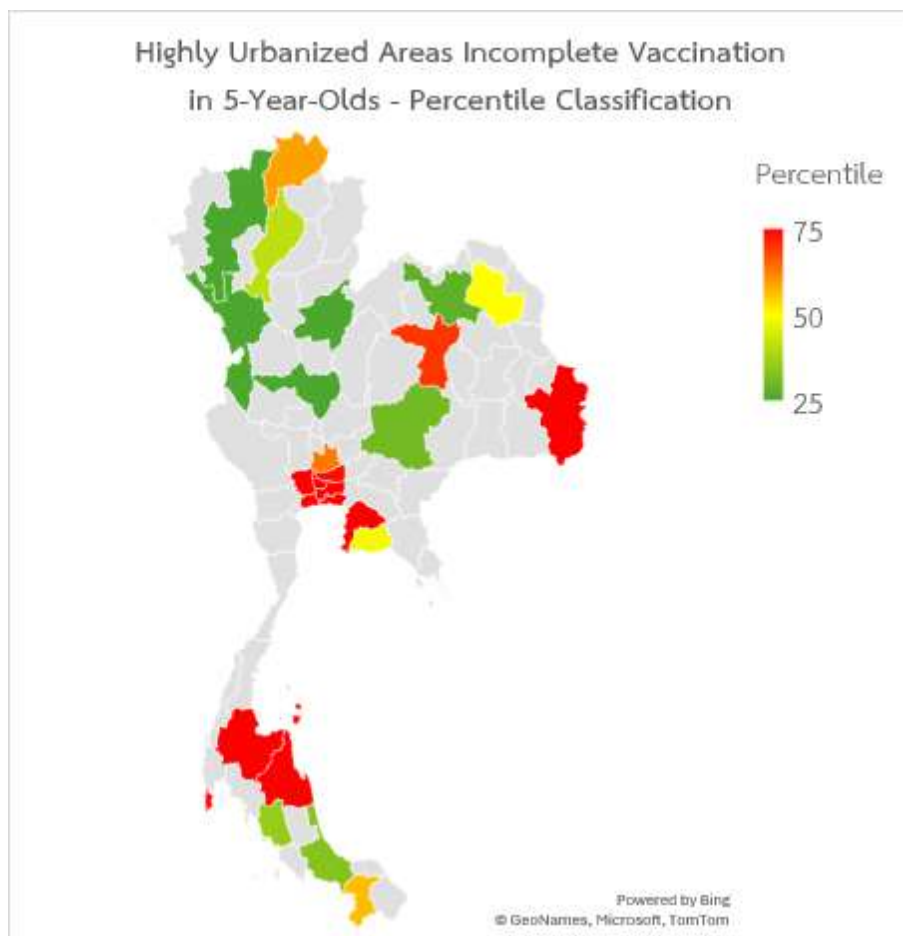 Highly Urbanized Areas Incomplete Vaccination
in 5-Year-Olds - Percentile Classification
Percentile
75
50
25
Powered by Bing
© GeoNames, Microsoft, TomTom